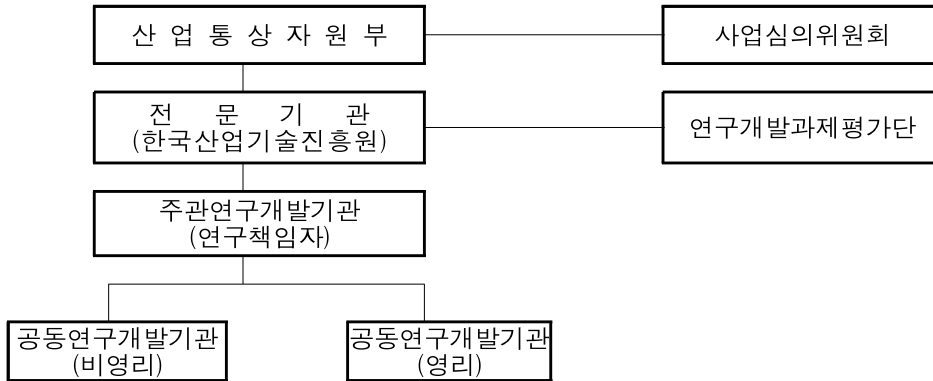 산 업 통 상 자 원 부
사업심의위원회
전 문 기 관
(한국산업기술진흥원)
연구개발과제평가단
주관연구개발기관
(연구책임자)
공동연구개발기관
(비영리)
공동연구개발기관
(영리)